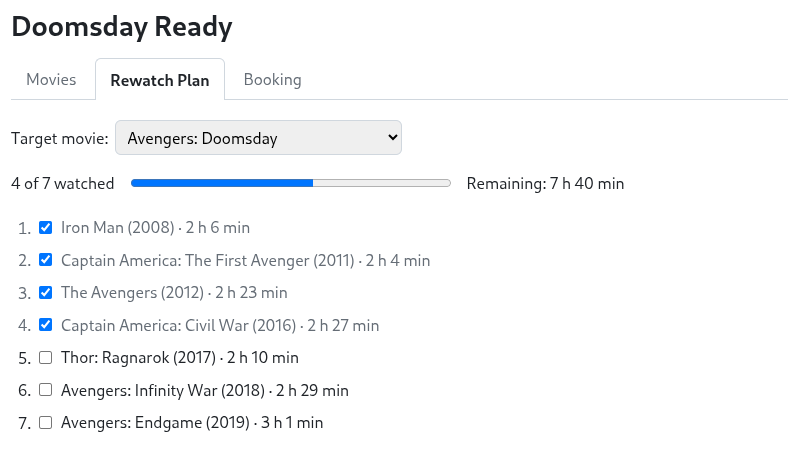 Doomsday Ready
Movies Rewatch Plan Booking
Target movie: Avengers: Doomsday
4 of 7 watched Remaining: 7 h 40 min
1. Iron Man (2008) · 2 h 6 min
2. Captain America: The First Avenger (2011) · 2 h 4 min
3. The Avengers (2012) · 2 h 23 min
4. Captain America: Civil War (2016) · 2 h 27 min
5. Thor: Ragnarok (2017) · 2 h 10 min
6. Avengers: Infinity War (2018) · 2 h 29 min
7. Avengers: Endgame (2019) · 3 h 1 min